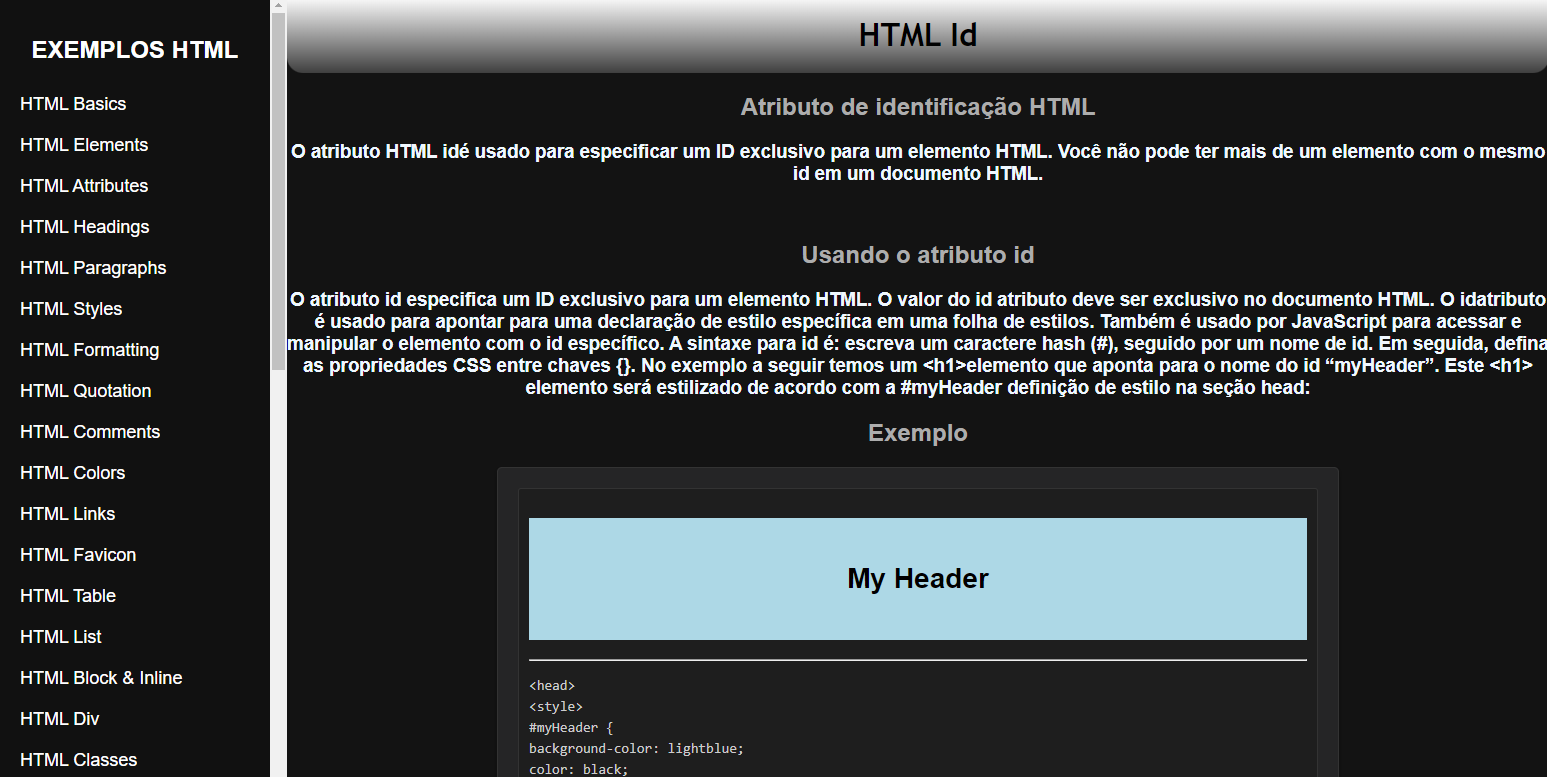 EXEMPLOS HTML
HTML Basics
HTML Elements
HTML Attributes
HTML Headings
HTML Paragraphs
HTML Styles
HTML Formatting
HTML Quotation
HTML Comments
HTML Colors
HTML Links
HTML Favicon
HTML Table
HTML List
HTML Block & Inline
HTML Div
HTML Classes
HTML Id
Atributo de identificação HTML
O atributo HTML idé usado para especificar um ID exclusivo para um elemento HTML. Você não pode ter mais de um elemento com o mesmo
id em um documento HTML.
Usando o atributo id
O atributo id especifica um ID exclusivo para um elemento HTML. O valor do id atributo deve ser exclusivo no documento HTML. O idatributo
é usado para apontar para uma declaração de estilo específica em uma folha de estilos. Também é usado por JavaScript para acessar e
manipular o elemento com o id específico. A sintaxe para id é: escreva um caractere hash (#), seguido por um nome de id. Em seguida, defina
as propriedades CSS entre chaves {}. No exemplo a seguir temos um <h1>elemento que aponta para o nome do id “myHeader”. Este <h1>
elemento será estilizado de acordo com a #myHeader definição de estilo na seção head:
Exemplo
My Header
<head>
<style>
#myHeader {
background-color: lightblue;
color: black;